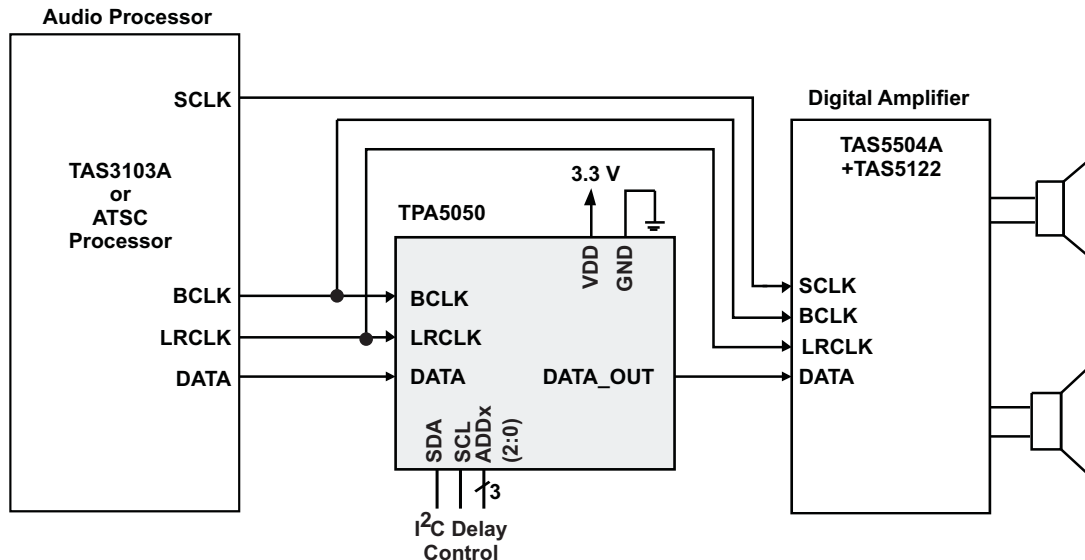 Audio Processor
SCLK
TAS3103A
or
ATSC
Processor
BCLK
LRCLK
DATA
TPA5050
3.3 V
VDD
GND
BCLK
LRCLK
DATA
DATA_OUT
SDA
SCL
ADDx
(2:0)
3
I²C Delay
Control
Digital Amplifier
TAS5504A
+TAS5122
SCLK
BCLK
LRCLK
DATA